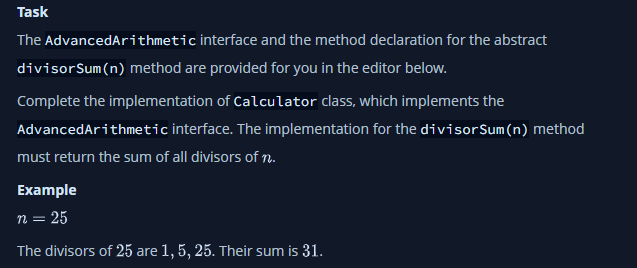 Task
The AdvancedArithmetic interface and the method declaration for the abstract
divisorSum(n) method are provided for you in the editor below.
Complete the implementation of Calculator class, which implements the
AdvancedArithmetic interface. The implementation for the divisorSum(n) method
must return the sum of all divisors of n.
Example
n = 25
The divisors of 25 are 1, 5, 25. Their sum is 31.